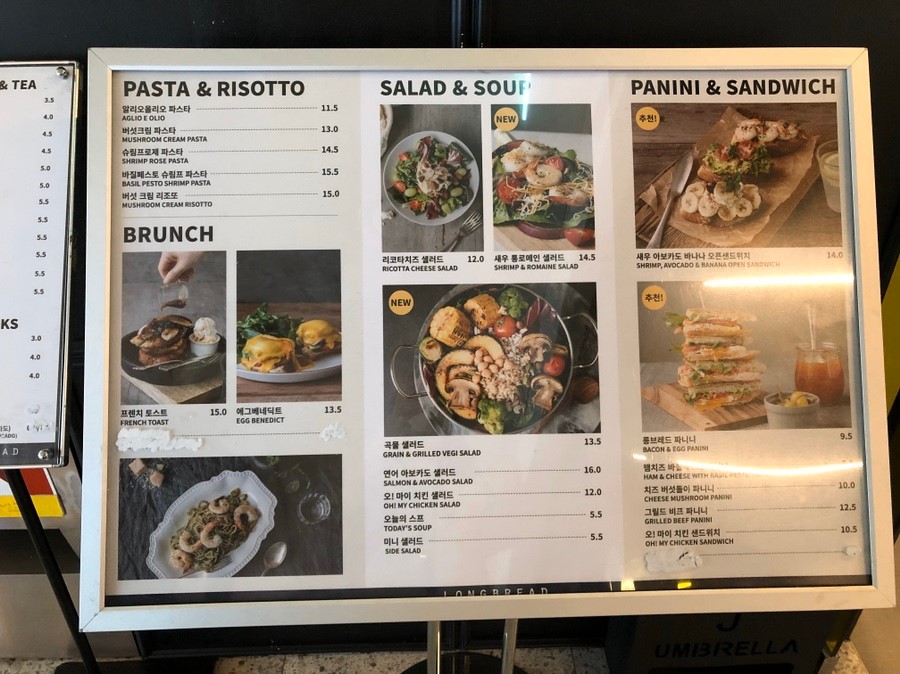 & TEA
3.5
4.0
4.5
5.0
5.0
5.5
5.5
5.5
5.5
5.5
KS
3.0
4.0
4.0
PASTA & RISOTTO
알리오올리오 파스타 11.5
AGLIO E OLIO
버섯크림 파스타 13.0
MUSHROOM CREAM PASTA
슈림프로제 파스타 14.5
SHRIMP ROSE PASTA
바질페스토 슈림프 파스타 15.5
BASIL PESTO SHRIMP PASTA
버섯 크림 리조또 15.0
MUSHROOM CREAM RISOTTO
BRUNCH
프렌치 토스트 15.0
FRENCH TOAST
에그베네딕트 13.5
EGG BENEDICT
SALAD & SOUP
NEW
리코타치즈 샐러드 12.0
RICOTTA CHEESE SALAD
새우 통로메인 샐러드 14.5
SHRIMP & ROMAINE SALAD
NEW
곡물 샐러드 13.5
GRAIN & GRILLED VEGI SALAD
연어 아보카도 샐러드 16.0
SALMON & AVOCADO SALAD
오! 마이 치킨 샐러드 12.0
OH! MY CHICKEN SALAD
오늘의 스프 5.5
TODAY'S SOUP
미니 샐러드 5.5
SIDE SALAD
PANINI & SANDWICH
추천!
새우 아보카도 바나나 오픈샌드위치 14.0
SHRIMP, AVOCADO & BANANA OPEN SANDWICH
추천!
롱브레드 파니니 9.5
BACON & EGG PANINI
햄치즈
HAM & CHEESE WITH BASIL
치즈 버섯돌이 파니니 10.0
CHEESE MUSHROOM PANINI
그릴드 비프 파니니 12.5
GRILLED BEEF PANINI
오! 마이 치킨 샌드위치 10.5
OH! MY CHICKEN SANDWICH
LONGBREAD
UMBRELLA